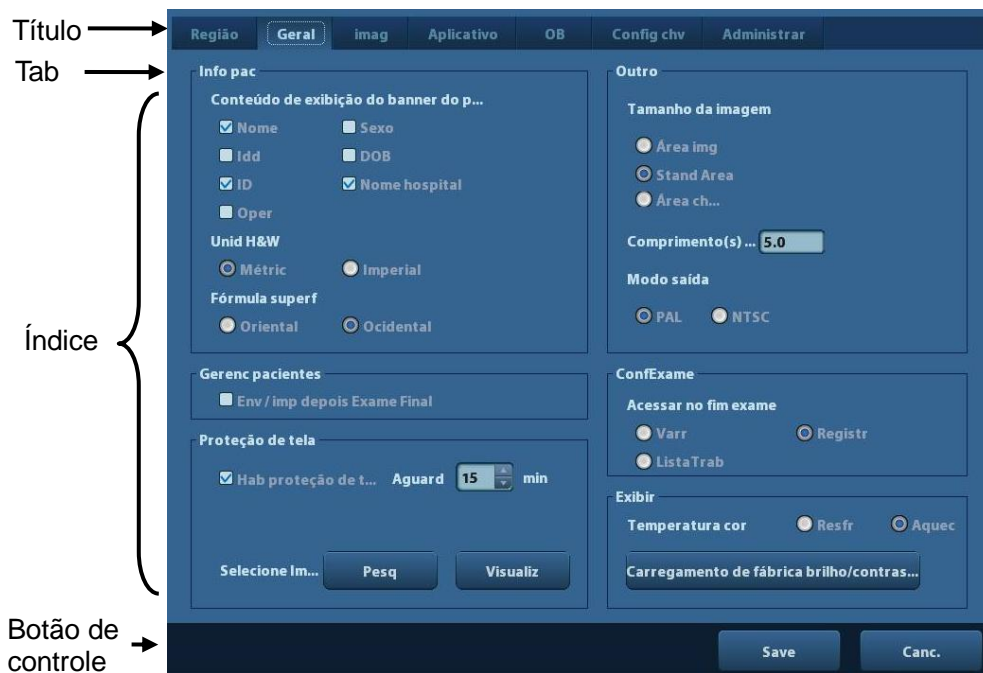 Título
Região Geral imag Aplicativo OB Config chv Administrar
Tab
Info pac
Conteúdo de exibição do banner do p...
Nome Sexo
Idd DOB
ID Nome hospital
Oper
Unid H&W
Métric Imperial
Fórmula superf
Oriental Ocidental
Índice
Gerenc pacientes
Env / imp depois Exame Final
Proteção de tela
Hab proteção de t... Aguard 15 min
Selecione Im... Pesq Visualiz
Outro
Tamanho da imagem
Área img
Stand Area
Área ch...
Comprimento(s) ... 5.0
Modo saída
PAL NTSC
ConfExame
Acessar no fim exame
Varr Registr
ListaTrab
Exibir
Temperatura cor Resfr Aquec
Carregamento de fábrica brilho/contras...
Botão de
controle
Save Canc.